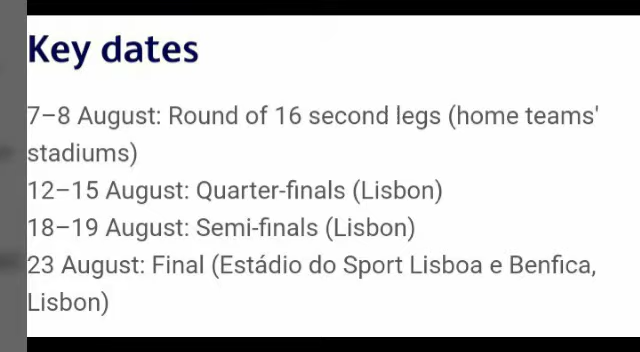 Key dates
7–8 August: Round of 16 second legs (home teams'
stadiums)
12–15 August: Quarter-finals (Lisbon)
18–19 August: Semi-finals (Lisbon)
23 August: Final (Estádio do Sport Lisboa e Benfica,
Lisbon)